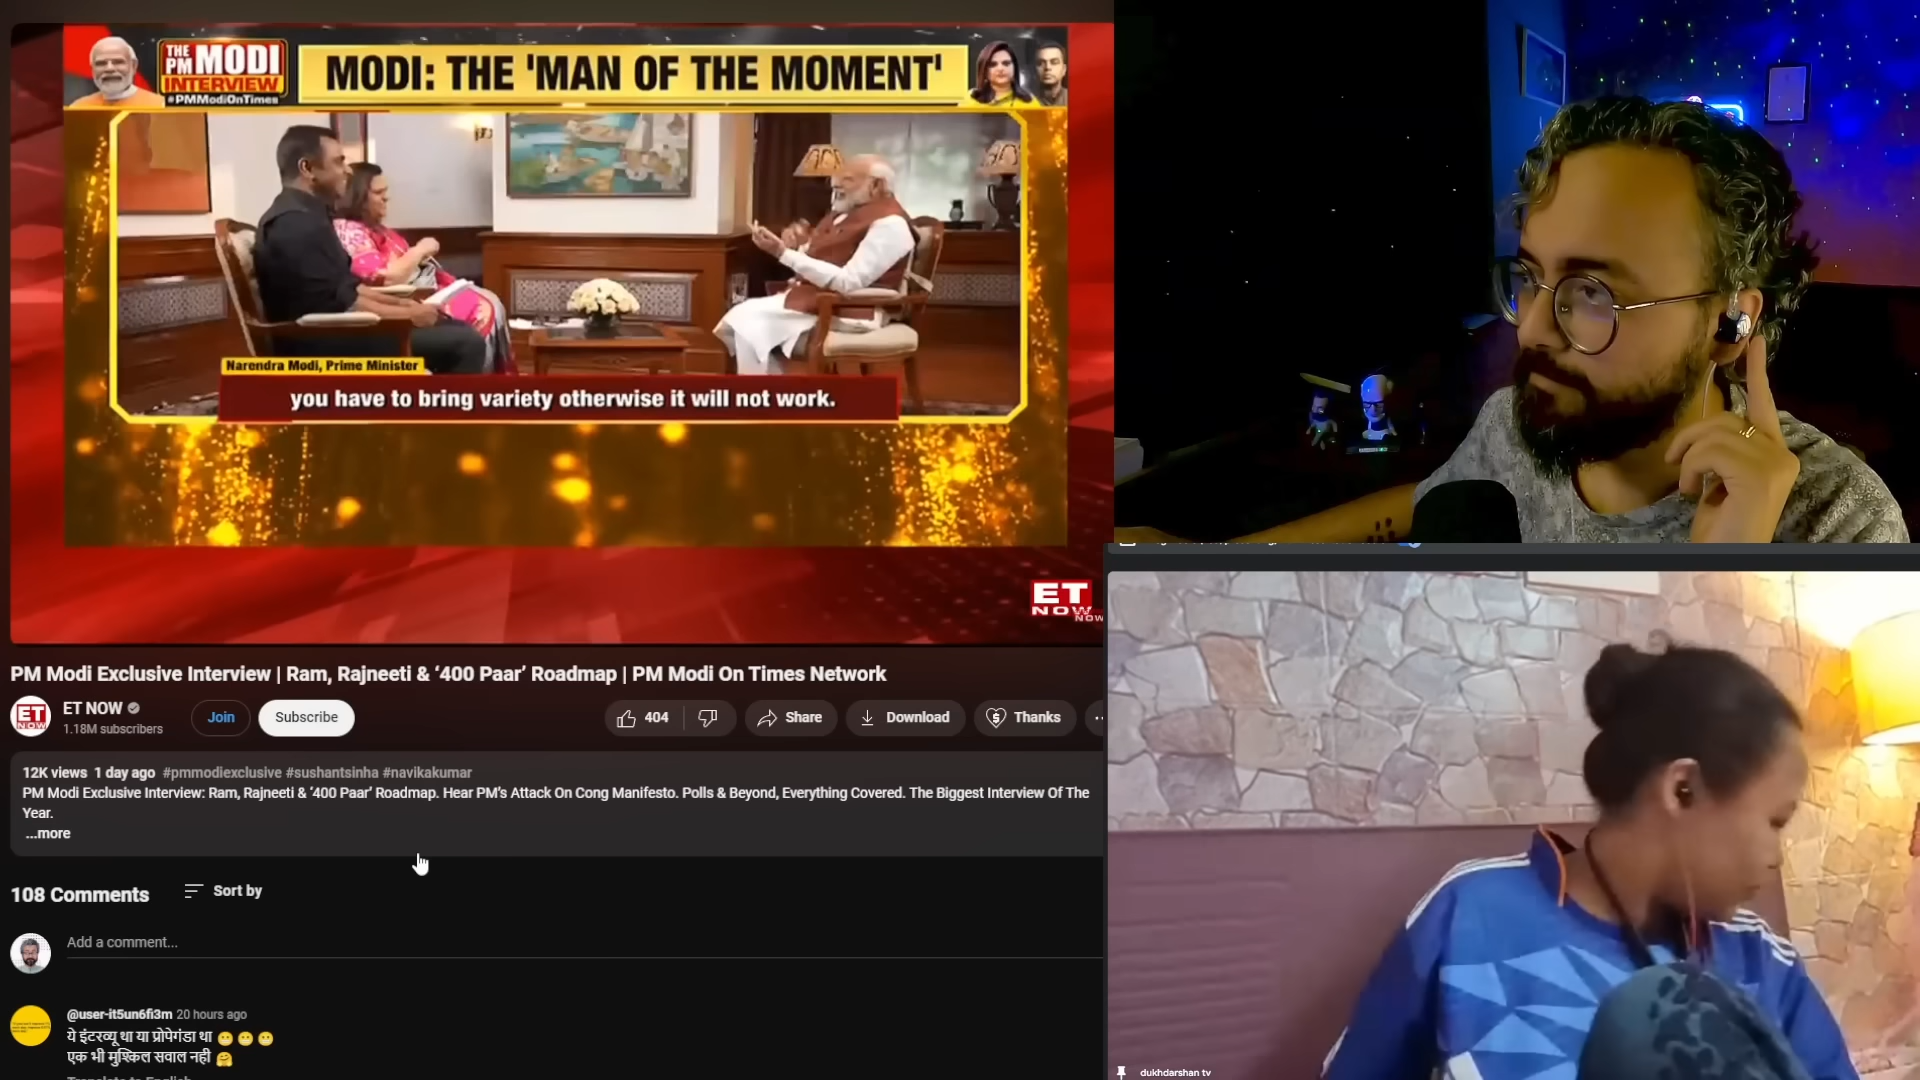 THE PM MODI
INTERVIEW
#PMModiOnTimes
MODI: THE 'MAN OF THE MOMENT'
Narendra Modi, Prime Minister
you have to bring variety otherwise it will not work.
ET
NOW
NOW
PM Modi Exclusive Interview | Ram, Rajneeti & ‘400 Paar’ Roadmap | PM Modi On Times Network
ET NOW
1.18M subscribers
Join
Subscribe
404
Share
Download
Thanks
12K views 1 day ago #pmmodiexclusive #sushantsinha #navikakumar
PM Modi Exclusive Interview: Ram, Rajneeti & ‘400 Paar’ Roadmap. Hear PM's Attack On Cong Manifesto. Polls & Beyond, Everything Covered. The Biggest Interview Of The
Year.
...more
108 Comments
Sort by
Add a comment...
@user-it5un6fi3m 20 hours ago
ये इंटरव्यू था या प्रोपेगंडा था 😬😬😬
एक भी मुश्किल सवाल नही 🤗
Translate to English
dukhdarshan tv